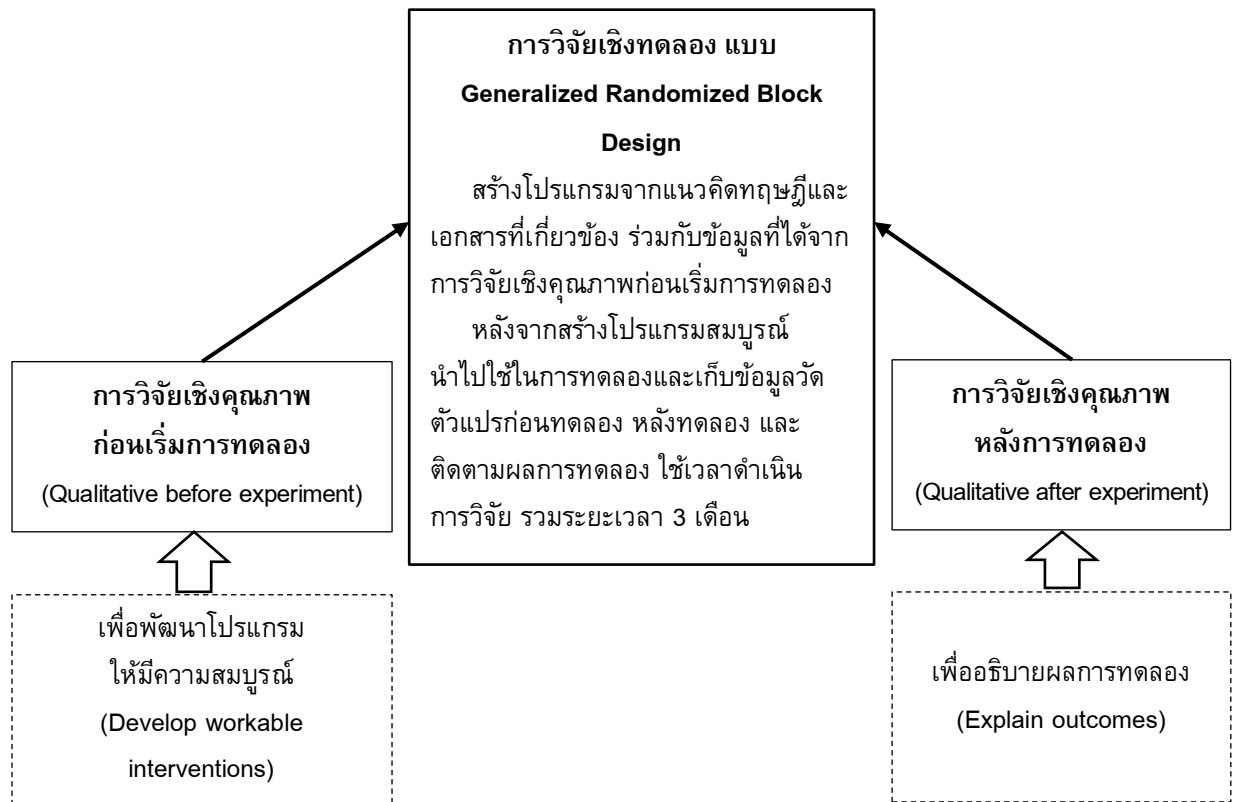 การวิจัยเชิงทดลอง แบบ
Generalized Randomized Block
Design
สร้างโปรแกรมจากแนวคิดทฤษฎีและ
เอกสารที่เกี่ยวข้อง ร่วมกับข้อมูลที่ได้จาก
การวิจัยเชิงคุณภาพก่อนเริ่มการทดลอง
หลังจากสร้างโปรแกรมสมบูรณ์
นำไปใช้ในการทดลองและเก็บข้อมูลวัด
ตัวแปรก่อนทดลอง หลังทดลอง และ
ติดตามผลการทดลอง ใช้เวลาดำเนิน
การวิจัย รวมระยะเวลา 3 เดือน
การวิจัยเชิงคุณภาพ
ก่อนเริ่มการทดลอง
(Qualitative before experiment)
การวิจัยเชิงคุณภาพ
หลังการทดลอง
(Qualitative after experiment)
เพื่อพัฒนาโปรแกรม
ให้มีความสมบูรณ์
(Develop workable
interventions)
เพื่ออธิบายผลการทดลอง
(Explain outcomes)